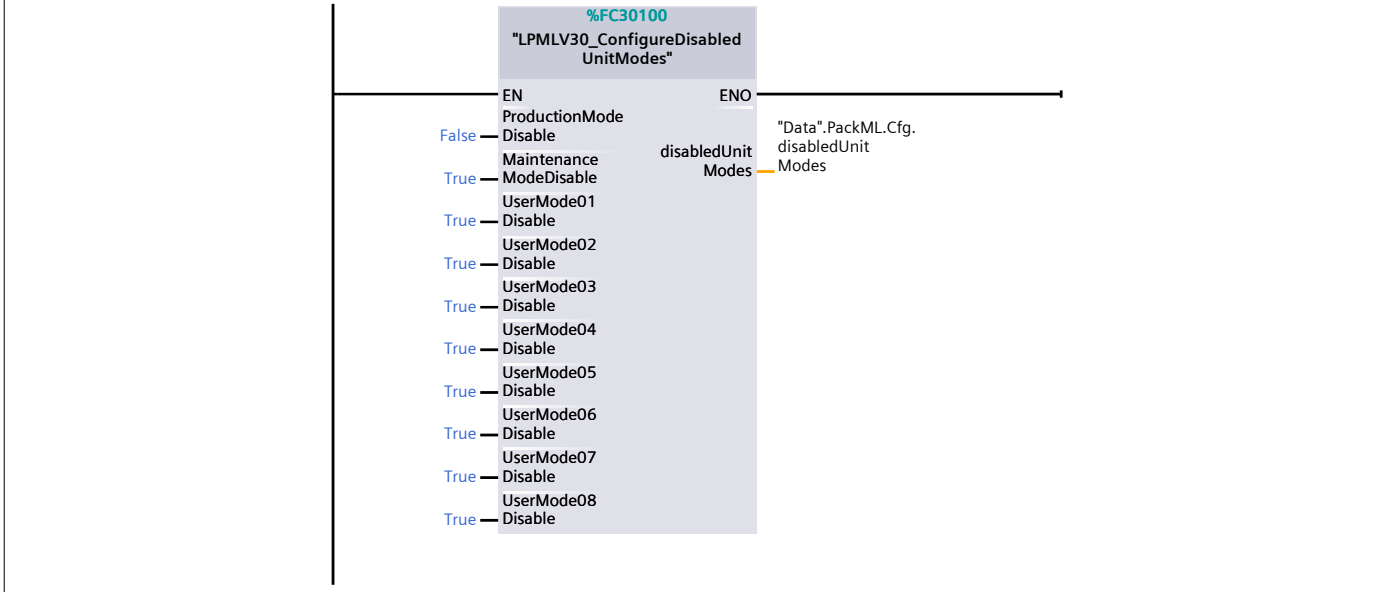 %FC30100
"LPMLV30_ConfigureDisabled
UnitModes"
EN
ENO
ProductionMode
False
Disable
"Data".PackML.Cfg.
disabledUnit
Modes
disabledUnit
Modes
Maintenance
True
ModeDisable
UserMode01
True
Disable
UserMode02
True
Disable
UserMode03
True
Disable
UserMode04
True
Disable
UserMode05
True
Disable
UserMode06
True
Disable
UserMode07
True
Disable
UserMode08
True
Disable